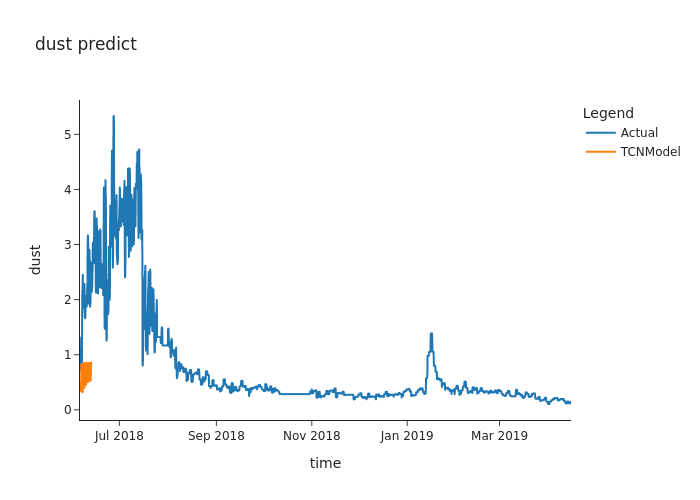 dust predict
Legend
Actual
TCNModel
dust
5
4
3
2
1
0
Jul 2018
Sep 2018
Nov 2018
Jan 2019
Mar 2019
time